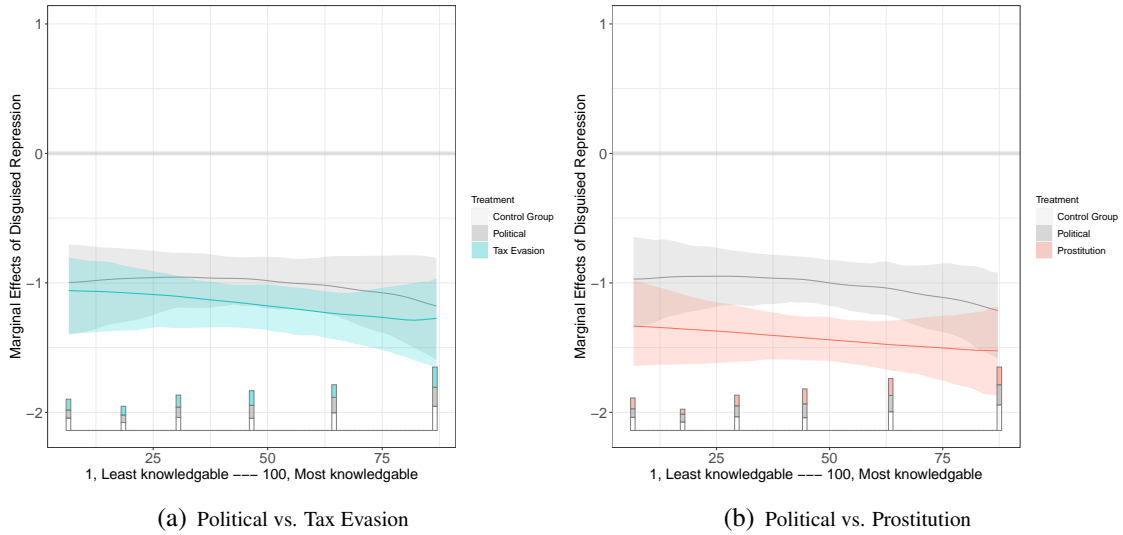 Marginal Effects of Disguised Repression
1
0
−1
−2
25
50
75
1, Least knowledgable −−− 100, Most knowledgable
Treatment
Control Group
Political
Tax Evasion
(a) Political vs. Tax Evasion
Marginal Effects of Disguised Repression
1
0
−1
−2
25
50
75
1, Least knowledgable −−− 100, Most knowledgable
Treatment
Control Group
Political
Prostitution
(b) Political vs. Prostitution